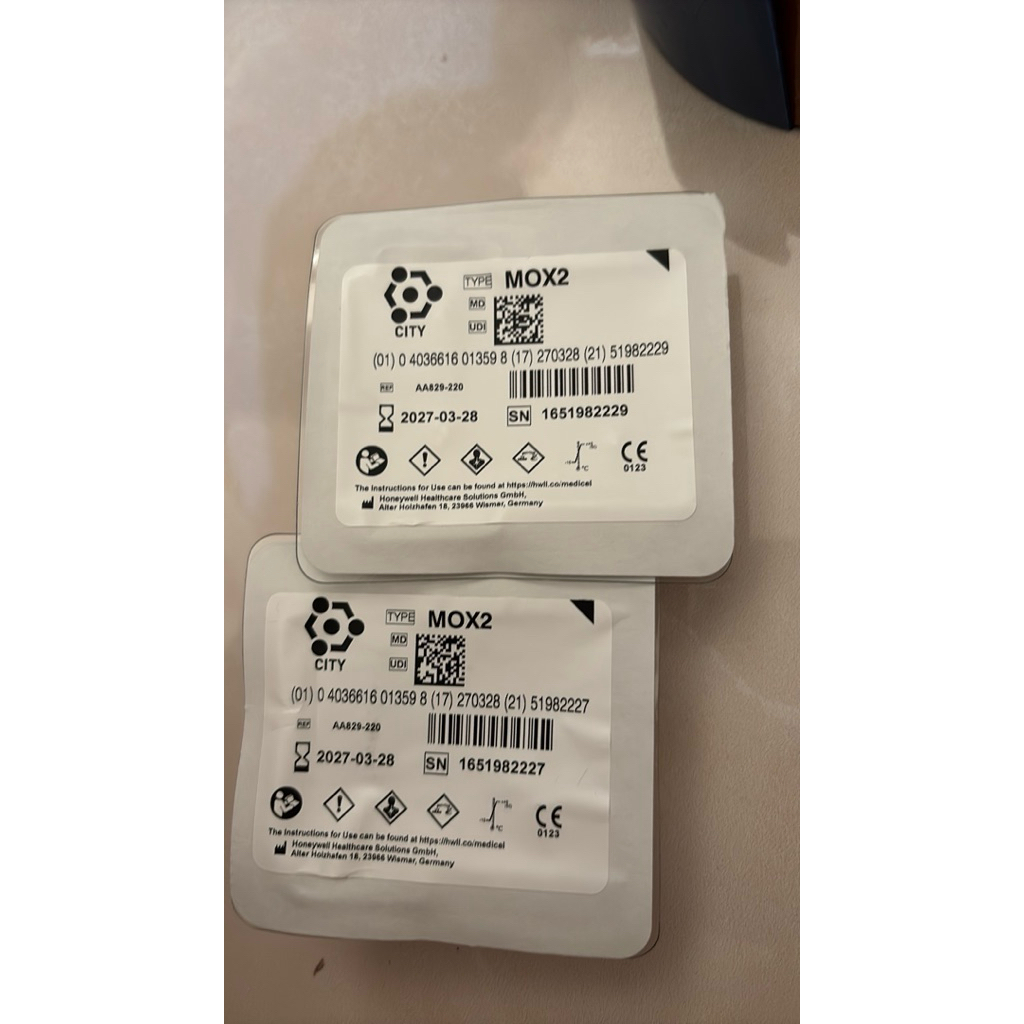 TYPE MOX2
MD
CITY
UDI
(01) 0 4036616 01359 8 (17) 270328 (21) 51982229
REF AA829-220
2027-03-28 SN 1651982229
CE
0123
The Instructions for Use can be found at https://hwll.co/medicel
Honeywell Healthcare Solutions GmbH,
Alter Holzhafen 18, 23966 Wismar, Germany
TYPE MOX2
MD
CITY
UDI
(01) 0 4036616 01359 8 (17) 270328 (21) 51982227
REF AA829-220
2027-03-28 SN 1651982227
CE
0123
The Instructions for Use can be found at https://hwll.co/medicel
Honeywell Healthcare Solutions GmbH,
Alter Holzhafen 18, 23966 Wismar, Germany